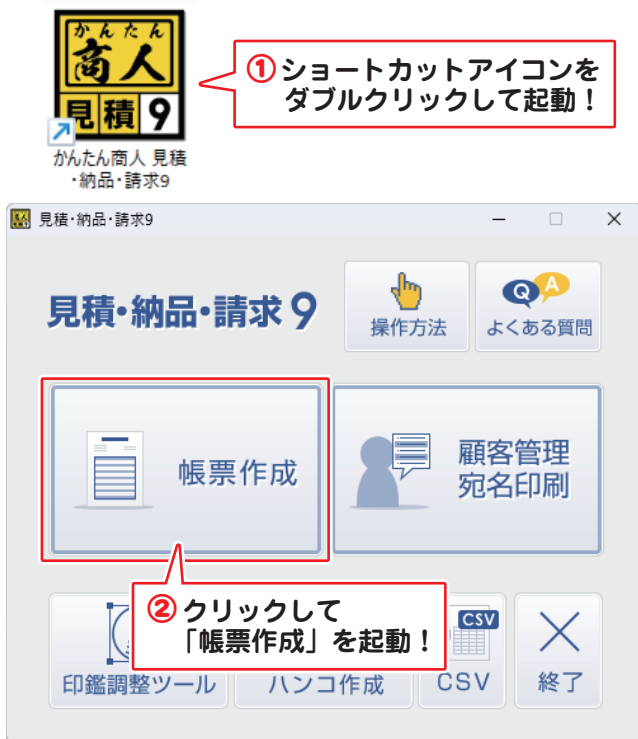 かんたん
商人
見積9
かんたん商人 見積
・納品・請求9
①ショートカットアイコンを
ダブルクリックして起動！
見積・納品・請求9
見積・納品・請求9
操作方法
Q A
よくある質問
帳票作成
顧客管理
宛名印刷
②クリックして
「帳票作成」を起動！
CSV
印鑑調整ツール
ハンコ作成
CSV
終了